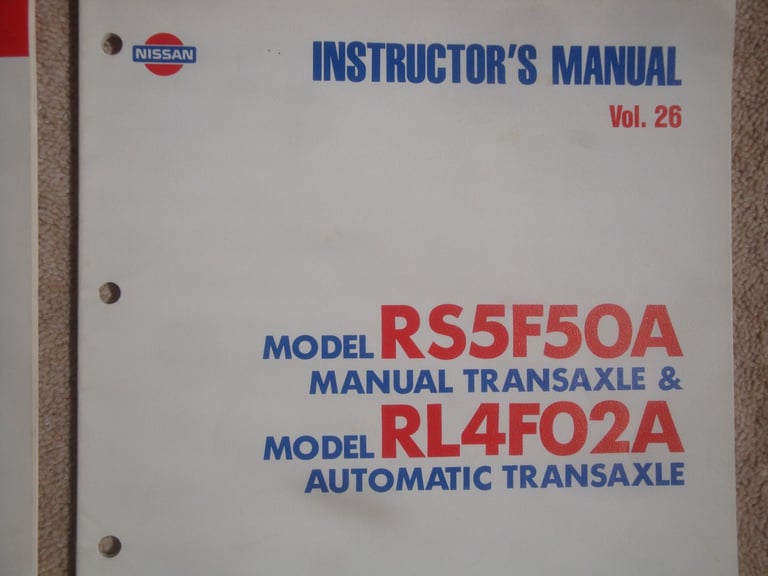 NISSAN
INSTRUCTOR'S MANUAL
Vol. 26
MODEL RS5F50A
MANUAL TRANSAXLE &
MODEL RL4F02A
AUTOMATIC TRANSAXLE